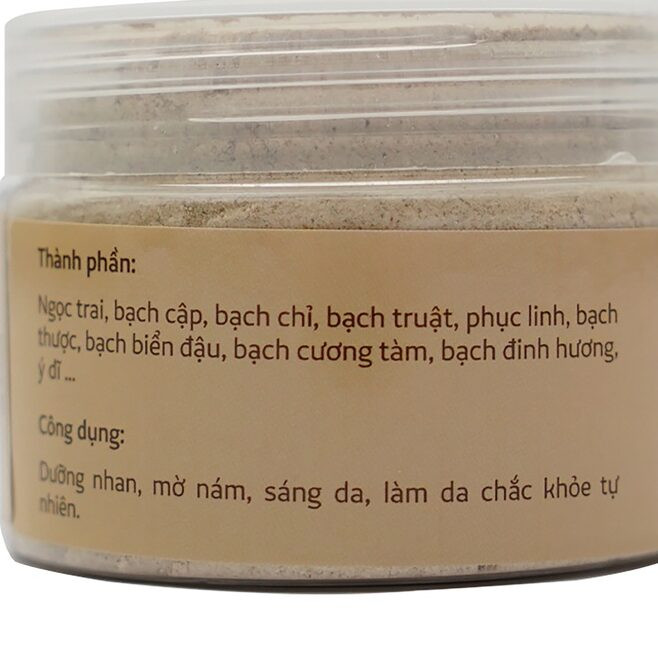 Thành phần:
Ngọc trai, bạch cập, bạch chỉ, bạch truật, phục linh, bạch
thược, bạch biển đậu, bạch cương tàm, bạch đinh hương,
ý dĩ ...
Công dụng:
Dưỡng nhan, mờ nám, sáng da, làm da chắc khỏe tự
nhiên.